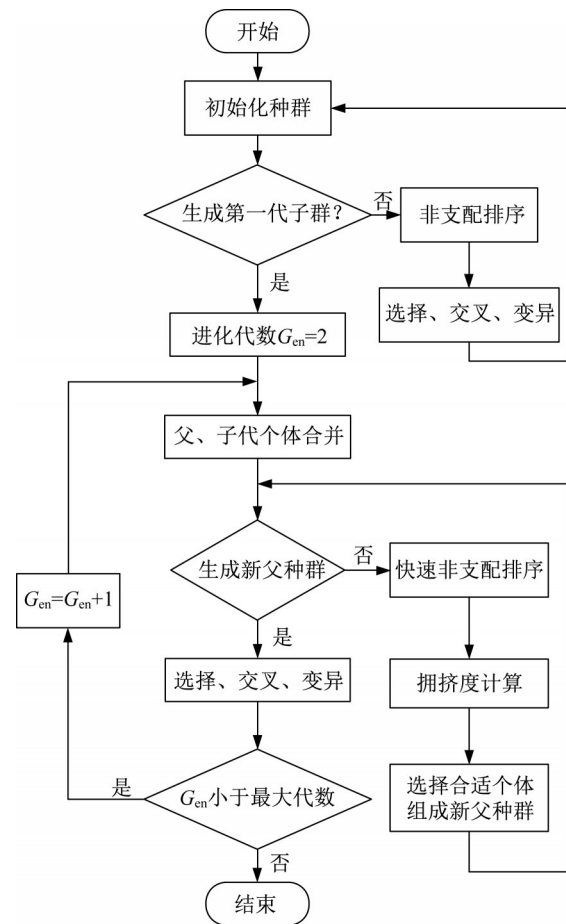 开始
初始化种群
生成第一代子群?
否
非支配排序
选择、交叉、变异
是
进化代数Gen=2
父、子代个体合并
生成新父种群
否
快速非支配排序
是
Gen=Gen+1
选择、交叉、变异
拥挤度计算
是
Gen小于最大代数
选择合适个体
组成新父种群
否
结束